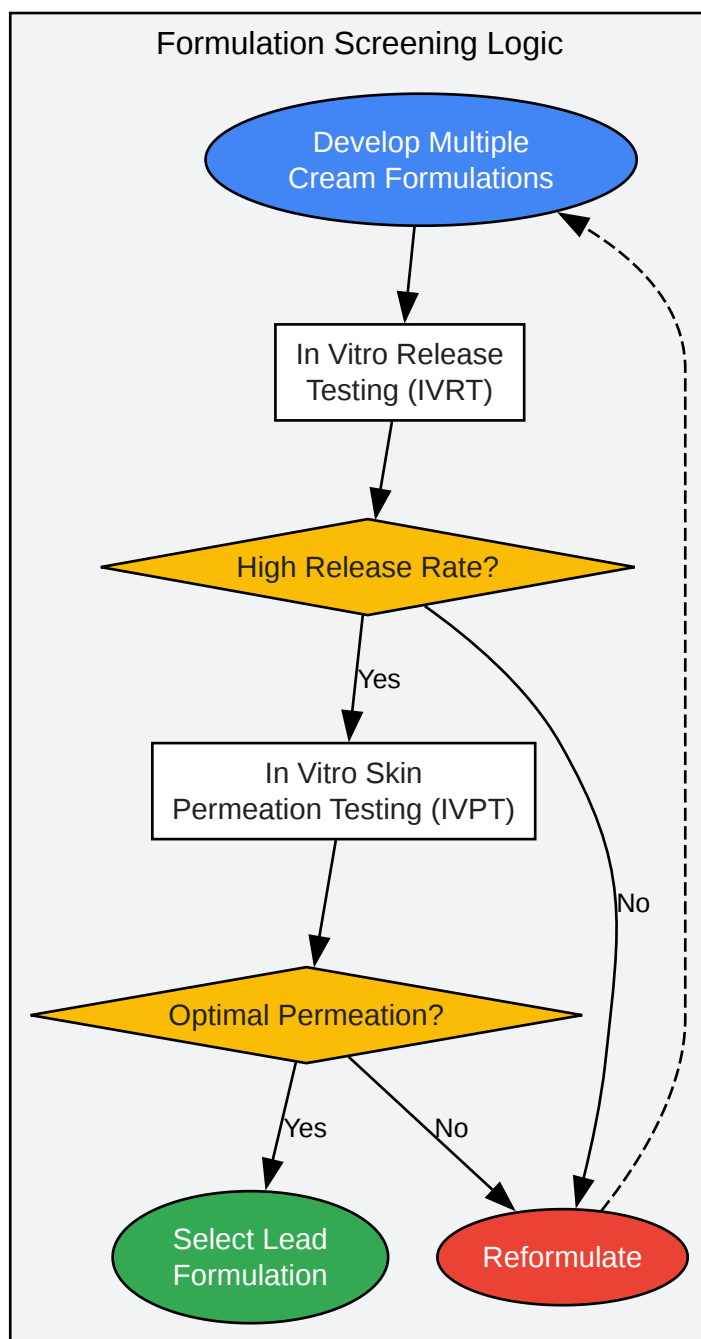 Formulation Screening Logic
Develop Multiple
Cream Formulations
In Vitro Release
Testing (IVRT)
High Release Rate?
Yes
In Vitro Skin
Permeation Testing (IVPT)
No
Optimal Permeation?
Yes
No
Select Lead
Formulation
Reformulate